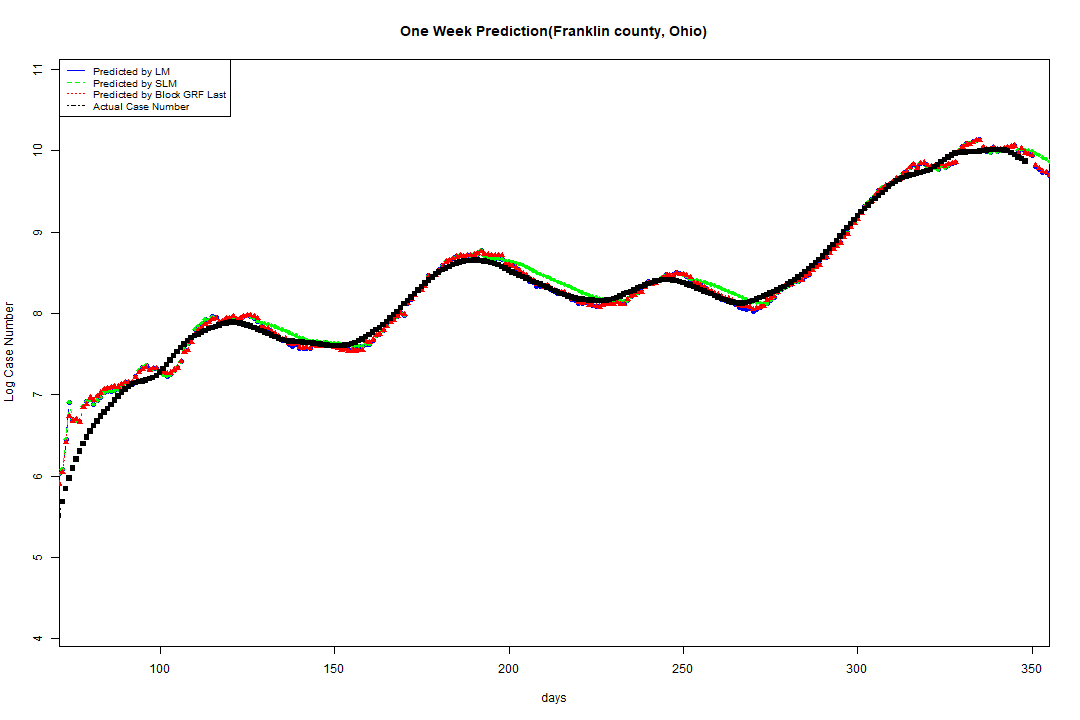 One Week Prediction(Franklin county, Ohio)
Predicted by LM
Predicted by SLM
Predicted by Block GRF Last
Actual Case Number
11
10
9
8
7
6
5
4
Log Case Number
100 150 200 250 300 350
days